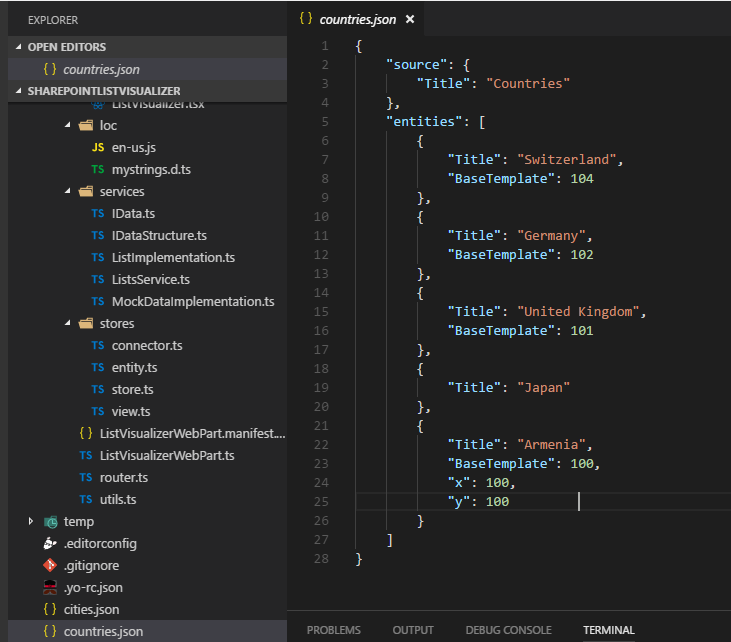 EXPLORER
OPEN EDITORS
{ } countries.json
SHAREPOINTLISTVISUALIZER
ListVisualizer.tsx
loc
JS en-us.js
TS mystrings.d.ts
services
TS IData.ts
TS IDataStructure.ts
TS ListImplementation.ts
TS ListsService.ts
TS MockDataImplementation.ts
stores
TS connector.ts
TS entity.ts
TS store.ts
TS view.ts
{ } ListVisualizerWebPart.manifest....
TS ListVisualizerWebPart.ts
TS router.ts
TS utils.ts
temp
.editorconfig
.gitignore
.yo-rc.json
{ } cities.json
{ } countries.json
{ } countries.json ×
1 {
2 "source": {
3 "Title": "Countries"
4 },
5 "entities": [
6 {
7 "Title": "Switzerland",
8 "BaseTemplate": 104
9 },
10 {
11 "Title": "Germany",
12 "BaseTemplate": 102
13 },
14 {
15 "Title": "United Kingdom",
16 "BaseTemplate": 101
17 },
18 {
19 "Title": "Japan"
20 },
21 {
22 "Title": "Armenia",
23 "BaseTemplate": 100,
24 "x": 100,
25 "y": 100
26 }
27 ]
28 }
PROBLEMS OUTPUT DEBUG CONSOLE TERMINAL